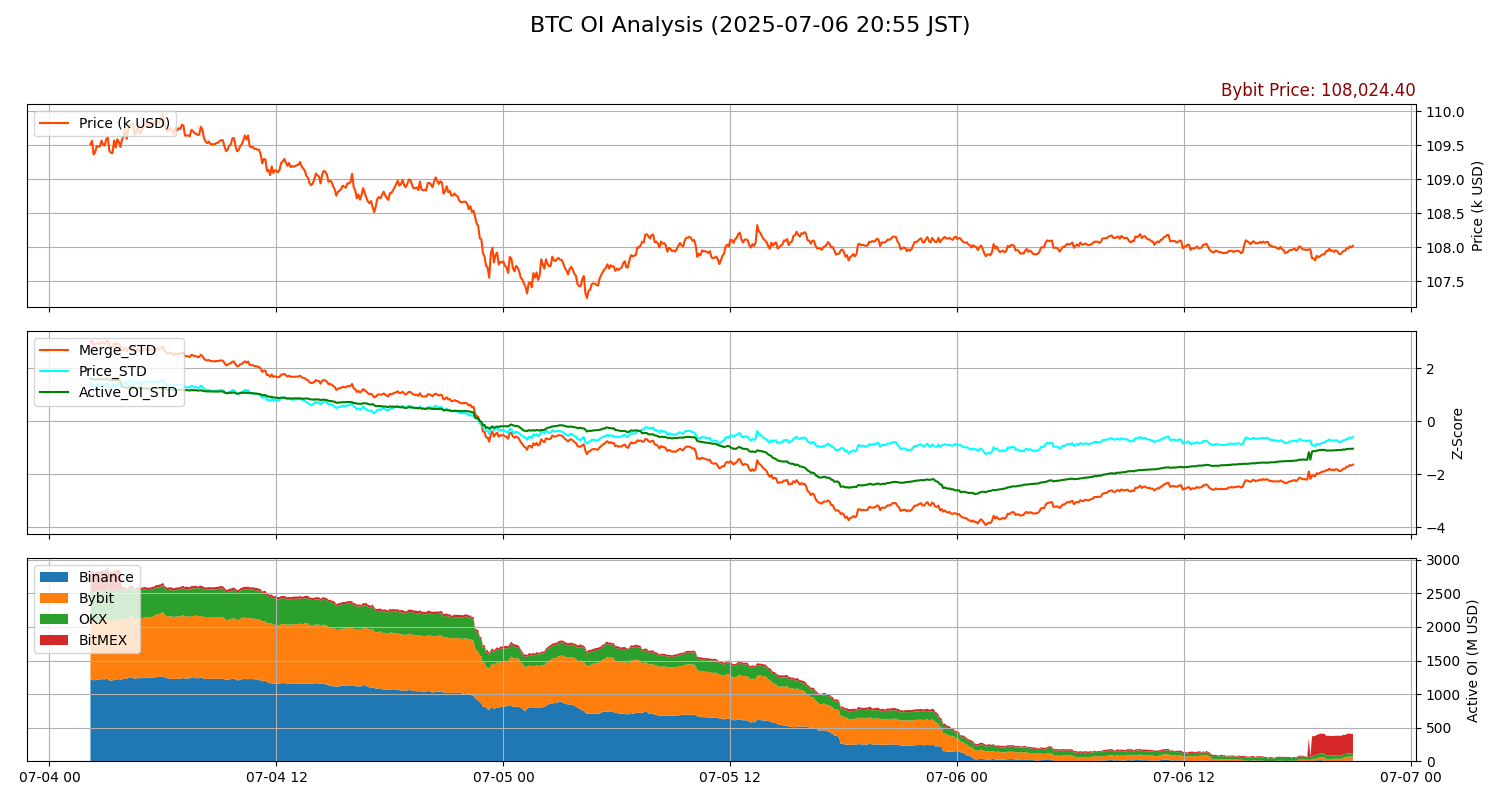 BTC OI Analysis (2025-07-06 20:55 JST)
Bybit Price: 108,024.40
Price (k USD)
110.0
109.5
109.0
108.5
108.0
107.5
Price (k USD)
Merge_STD
Price_STD
Active_OI_STD
2
0
−2
−4
Z-Score
Binance
Bybit
OKX
BitMEX
3000
2500
2000
1500
1000
500
0
Active OI (M USD)
07-04 00
07-04 12
07-05 00
07-05 12
07-06 00
07-06 12
07-07 00